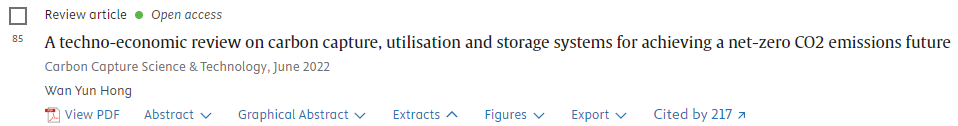 Review article Open access
85
A techno-economic review on carbon capture, utilisation and storage systems for achieving a net-zero CO2 emissions future
Carbon Capture Science & Technology, June 2022
Wan Yun Hong
View PDF Abstract Graphical Abstract Extracts Figures Export Cited by 217